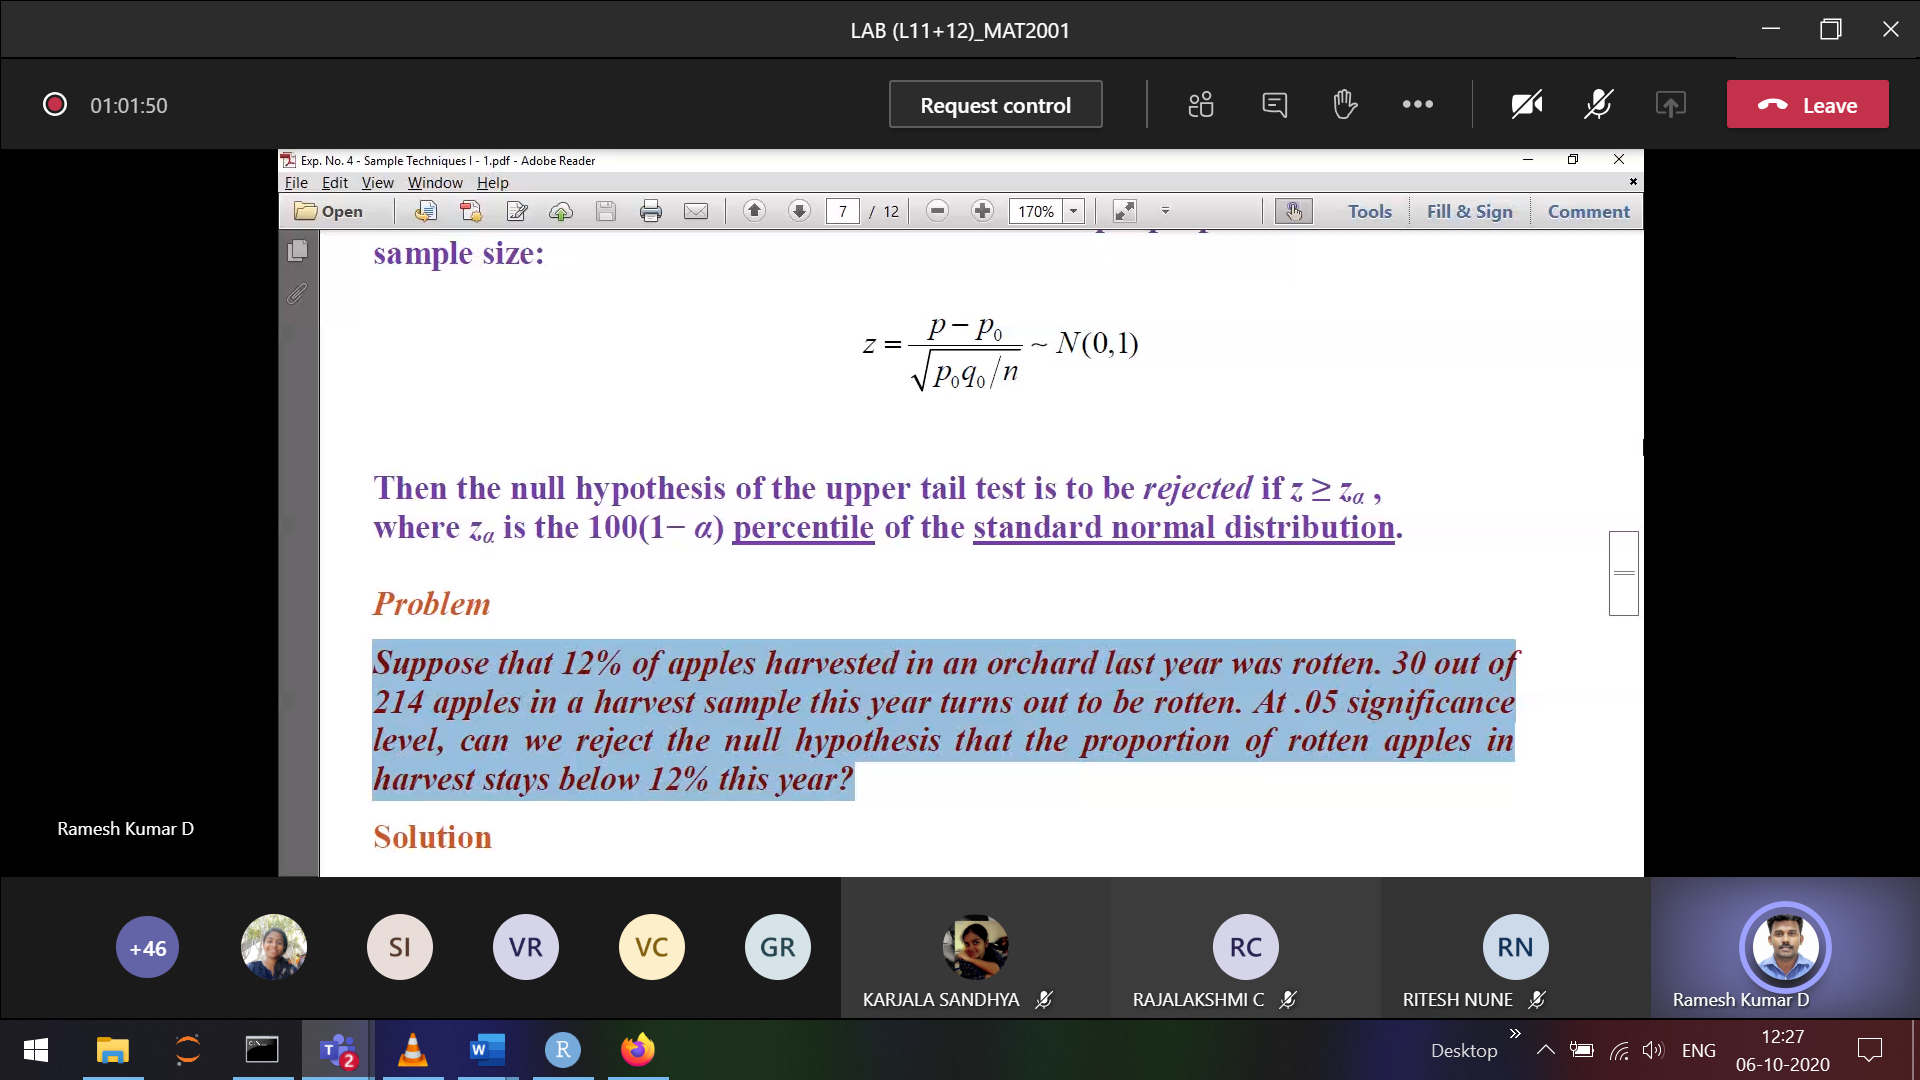 LAB (L11+12)_MAT2001
01:01:50
Request control
Leave
Exp. No. 4 - Sample Techniques I - 1.pdf - Adobe Reader
File Edit View Window Help
Open 7 / 12 170% Tools Fill & Sign Comment
sample size:
z = (p − p₀) / √(p₀q₀/n) ~ N(0,1)
Then the null hypothesis of the upper tail test is to be rejected if z ≥ zα ,
where zα is the 100(1− α) percentile of the standard normal distribution.
Problem
Suppose that 12% of apples harvested in an orchard last year was rotten. 30 out of
214 apples in a harvest sample this year turns out to be rotten. At .05 significance
level, can we reject the null hypothesis that the proportion of rotten apples in
harvest stays below 12% this year?
Solution
Ramesh Kumar D
+46 SI VR VC GR RC RN
KARJALA SANDHYA RAJALAKSHMI C RITESH NUNE Ramesh Kumar D
T 2 W R
Desktop ENG
12:27
06-10-2020